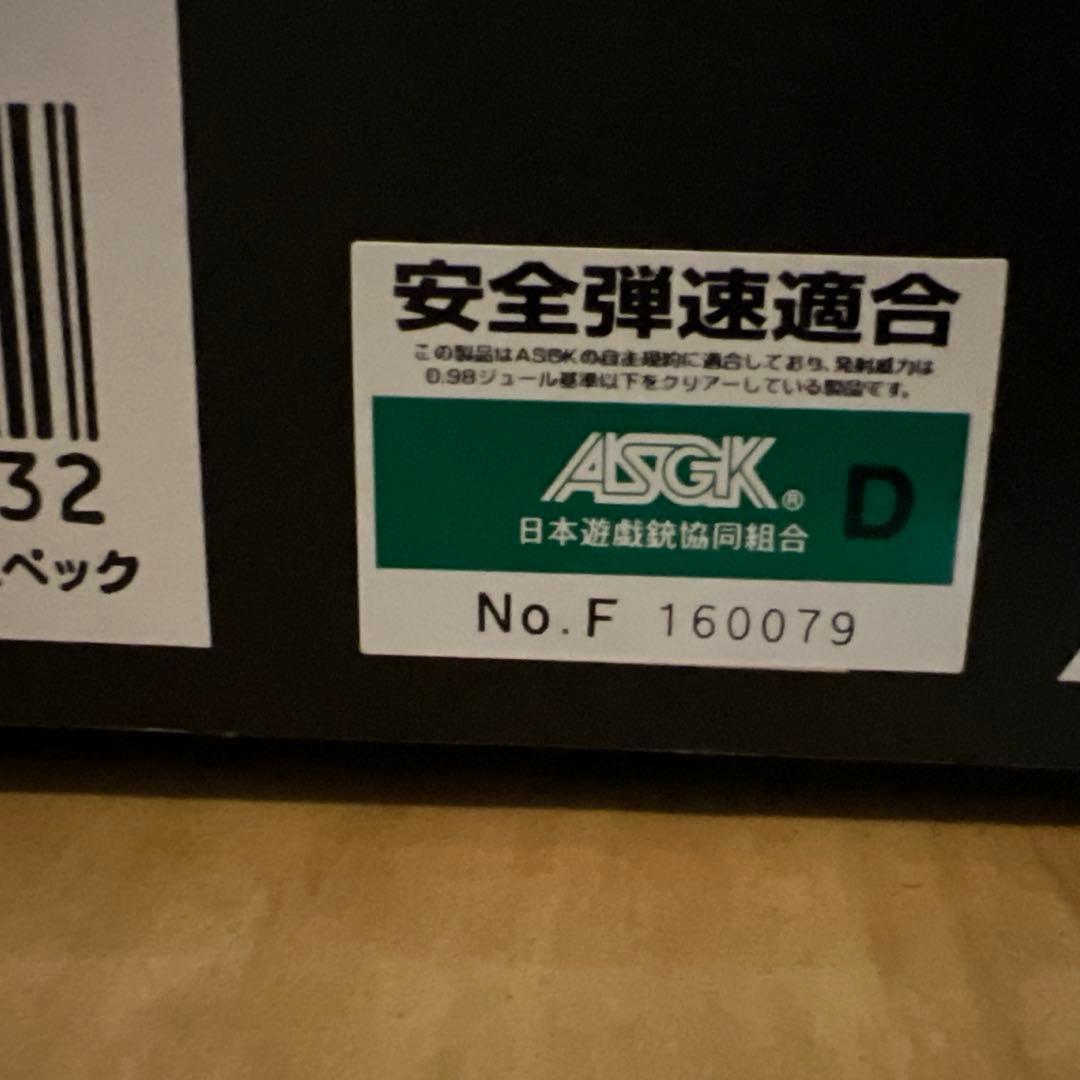 安全弾速適合
この製品はASGKの自主規約に適合しており、発射威力は
0.98ジュール基準以下をクリアーしている製品です。
ASGK® D
日本遊戯銃協同組合
No.F 160079
32
ペック